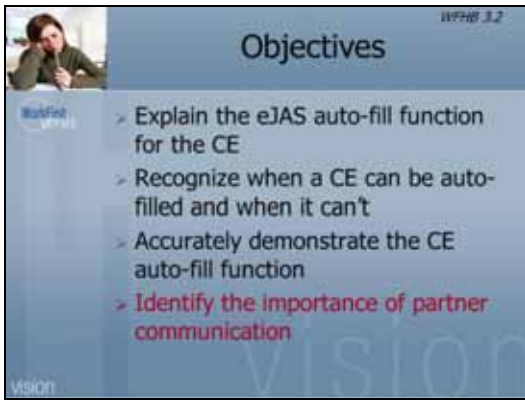 WFHB 3.2
Objectives
WorkFirst
➢ Explain the eJAS auto-fill function
for the CE
➢ Recognize when a CE can be auto-
filled and when it can't
➢ Accurately demonstrate the CE
auto-fill function
➢ Identify the importance of partner
communication
vision
vision